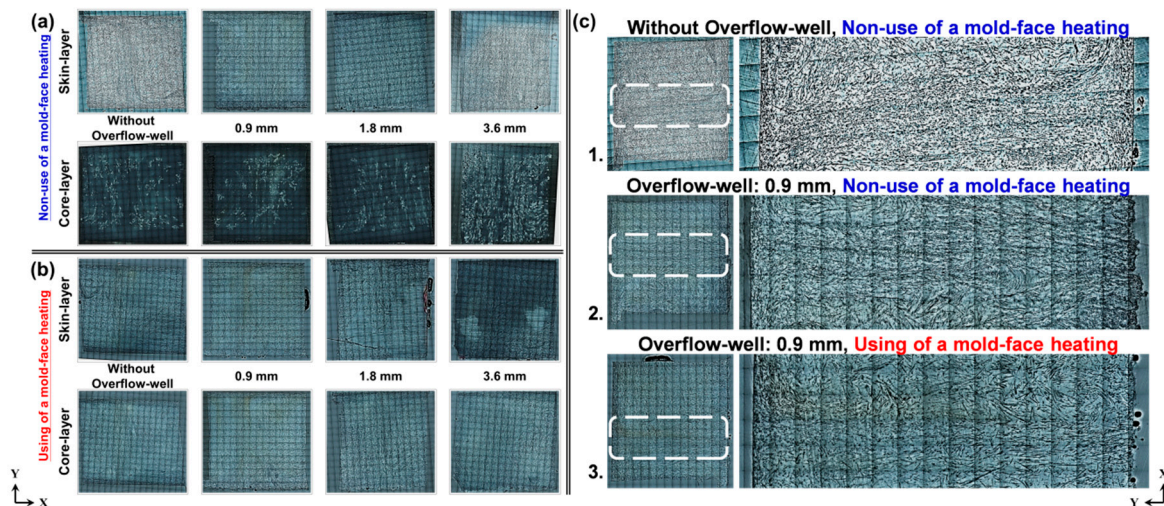 (a)
Non-use of a mold-face heating
Skin-layer
Without
Overflow-well
0.9 mm
1.8 mm
3.6 mm
Core-layer
(b)
Using of a mold-face heating
Skin-layer
Without
Overflow-well
0.9 mm
1.8 mm
3.6 mm
Core-layer
Y
X
(c)
Without Overflow-well, Non-use of a mold-face heating
1.
Overflow-well: 0.9 mm, Non-use of a mold-face heating
2.
Overflow-well: 0.9 mm, Using of a mold-face heating
3.
X
Y